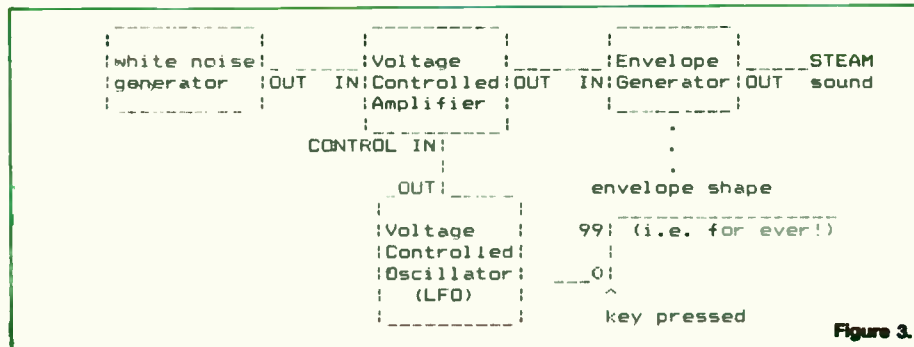 white noise Voltage Envelope STEAM
generator OUT IN Controlled OUT IN Generator OUT sound
Amplifier
CONTROL IN
OUT envelope shape
Voltage 99 (i.e. for ever!)
Controlled
Oscillator 0
(LFO) ^
key pressed
Figure 3.